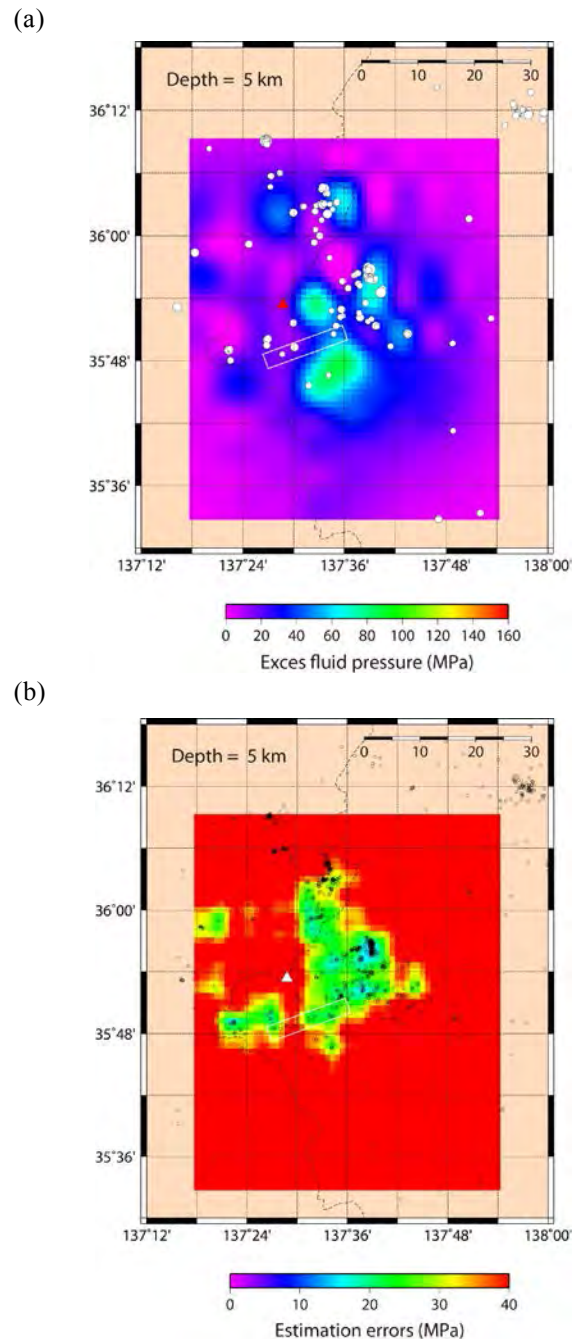 (a)
Depth = 5 km
0 10 20 30
36°12'
36°00'
35°48'
35°36'
137°12' 137°24' 137°36' 137°48' 138°00'
0 20 40 60 80 100 120 140 160
Exces fluid pressure (MPa)
(b)
Depth = 5 km
0 10 20 30
36°12'
36°00'
35°48'
35°36'
137°12' 137°24' 137°36' 137°48' 138°00'
0 10 20 30 40
Estimation errors (MPa)